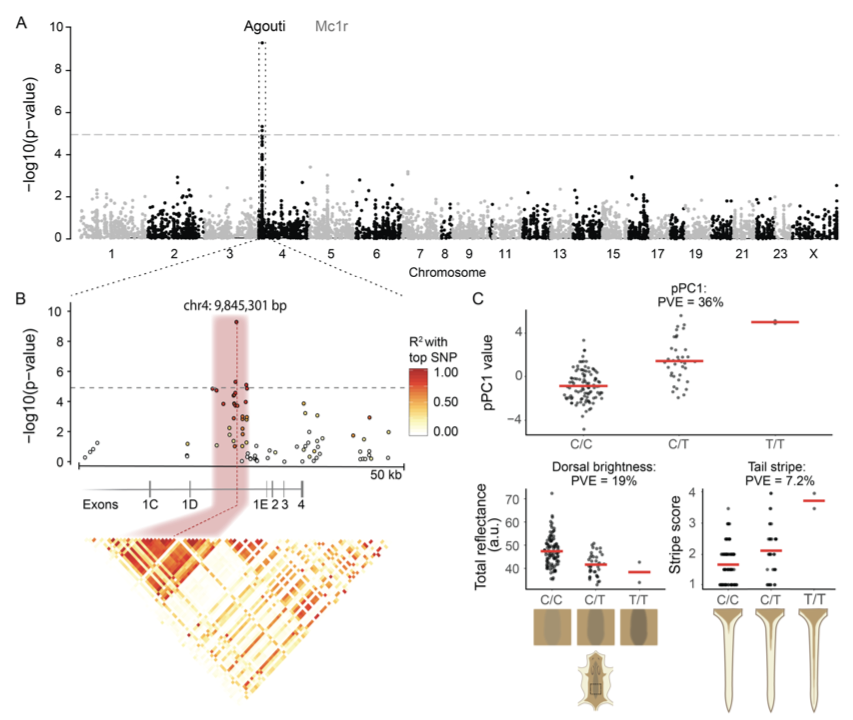 A
Agouti Mc1r
−log10(p−value)
10
8
6
4
2
0
1 2 3 4 5 6 7 8 9 11 13 15 17 19 21 23 X
Chromosome
B
chr4: 9,845,301 bp
−log10(p−value)
10
8
6
4
2
0
R² with
top SNP
1.00
0.50
0.00
50 kb
Exons 1C 1D 1E 2 3 4
C
pPC1:
PVE = 36%
pPC1 value
4
0
−4
C/C C/T T/T
Dorsal brightness:
PVE = 19%
Total reflectance
(a.u.)
70
60
50
40
C/C C/T T/T
Tail stripe:
PVE = 7.2%
Stripe score
4
3
2
1
C/C C/T T/T